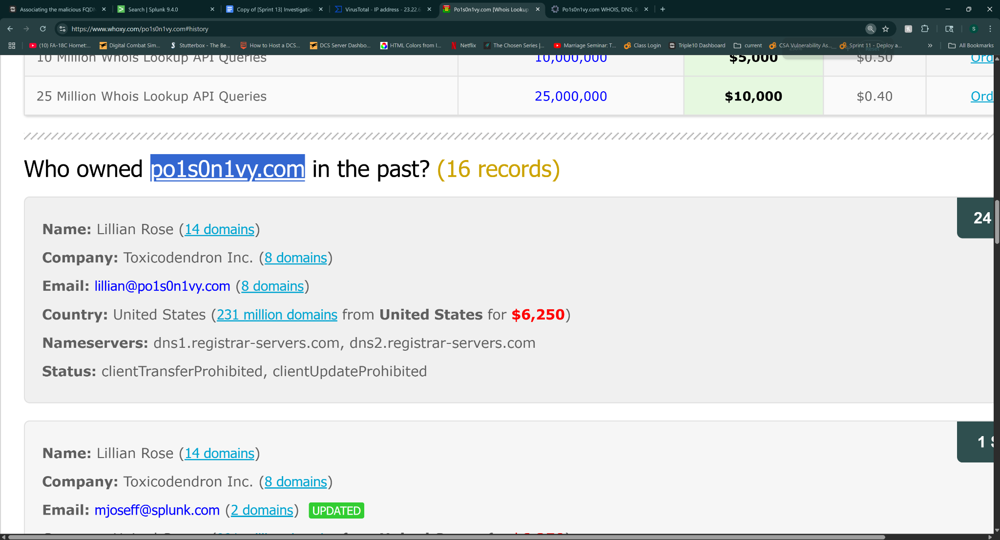 Associating the malicious FQDN
Search | Splunk 9.4.0
Copy of [Sprint 13] Investigatio
VirusTotal - IP address - 23.22.6
Po1s0n1vy.com [Whois Lookup
Po1s0n1vy.com WHOIS, DNS, &
https://www.whoxy.com/po1s0n1vy.com#history
S
(10) FA-18C Hornet:...
Digital Combat Sim...
Stutterbox - The Be...
How to Host a DCS...
DCS Server Dashbo...
HTML Colors from I...
Netflix
The Chosen Series |...
Marriage Seminar: T...
Class Login
Triple10 Dashboard
current
CSA Vulnerability As...
Sprint 11 - Deploy a...
All Bookmarks
250%
Reset
10 Million Whois Lookup API Queries 10,000,000 $5,000 $0.50 Ord
25 Million Whois Lookup API Queries 25,000,000 $10,000 $0.40 Ord
Who owned po1s0n1vy.com in the past? (16 records)
24
Name: Lillian Rose (14 domains)
Company: Toxicodendron Inc. (8 domains)
Email: lillian@po1s0n1vy.com (8 domains)
Country: United States (231 million domains from United States for $6,250)
Nameservers: dns1.registrar-servers.com, dns2.registrar-servers.com
Status: clientTransferProhibited, clientUpdateProhibited
1 S
Name: Lillian Rose (14 domains)
Company: Toxicodendron Inc. (8 domains)
Email: mjoseff@splunk.com (2 domains) UPDATED